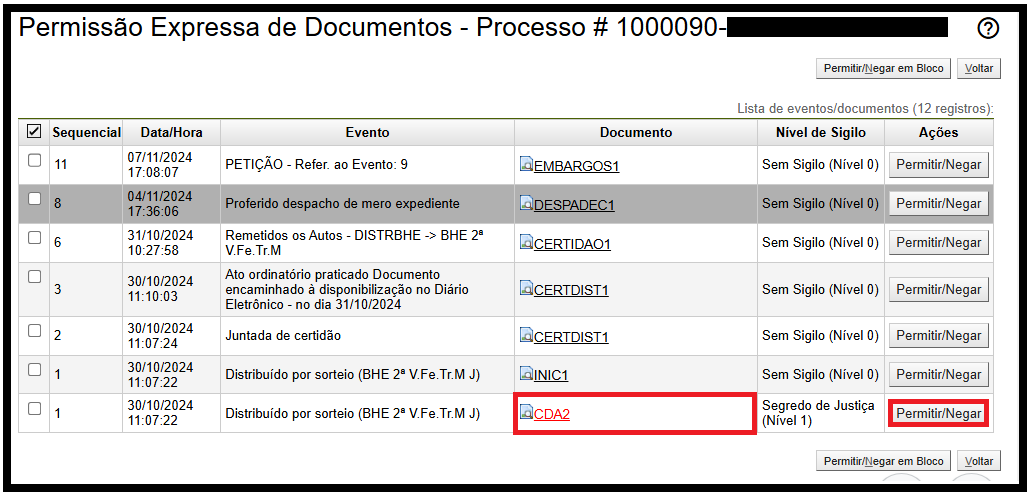 Permissão Expressa de Documentos - Processo # 1000090-
Permitir/Negar em Bloco Voltar
Lista de eventos/documentos (12 registros):
Sequencial Data/Hora Evento Documento Nível de Sigilo Ações
11 07/11/2024 17:08:07 PETIÇÃO - Refer. ao Evento: 9 EMBARGOS1 Sem Sigilo (Nível 0) Permitir/Negar
8 04/11/2024 17:36:06 Proferido despacho de mero expediente DESPADEC1 Sem Sigilo (Nível 0) Permitir/Negar
6 31/10/2024 10:27:58 Remetidos os Autos - DISTRBHE -> BHE 2ª
V.Fe.Tr.M CERTIDAO1 Sem Sigilo (Nível 0) Permitir/Negar
3 30/10/2024 11:10:03 Ato ordinatório praticado Documento
encaminhado à disponibilização no Diário
Eletrônico - no dia 31/10/2024 CERTDIST1 Sem Sigilo (Nível 0) Permitir/Negar
2 30/10/2024 11:07:24 Juntada de certidão CERTDIST1 Sem Sigilo (Nível 0) Permitir/Negar
1 30/10/2024 11:07:22 Distribuído por sorteio (BHE 2ª V.Fe.Tr.M J) INIC1 Sem Sigilo (Nível 0) Permitir/Negar
1 30/10/2024 11:07:22 Distribuído por sorteio (BHE 2ª V.Fe.Tr.M J) CDA2 Segredo de Justiça
(Nível 1) Permitir/Negar
Permitir/Negar em Bloco Voltar